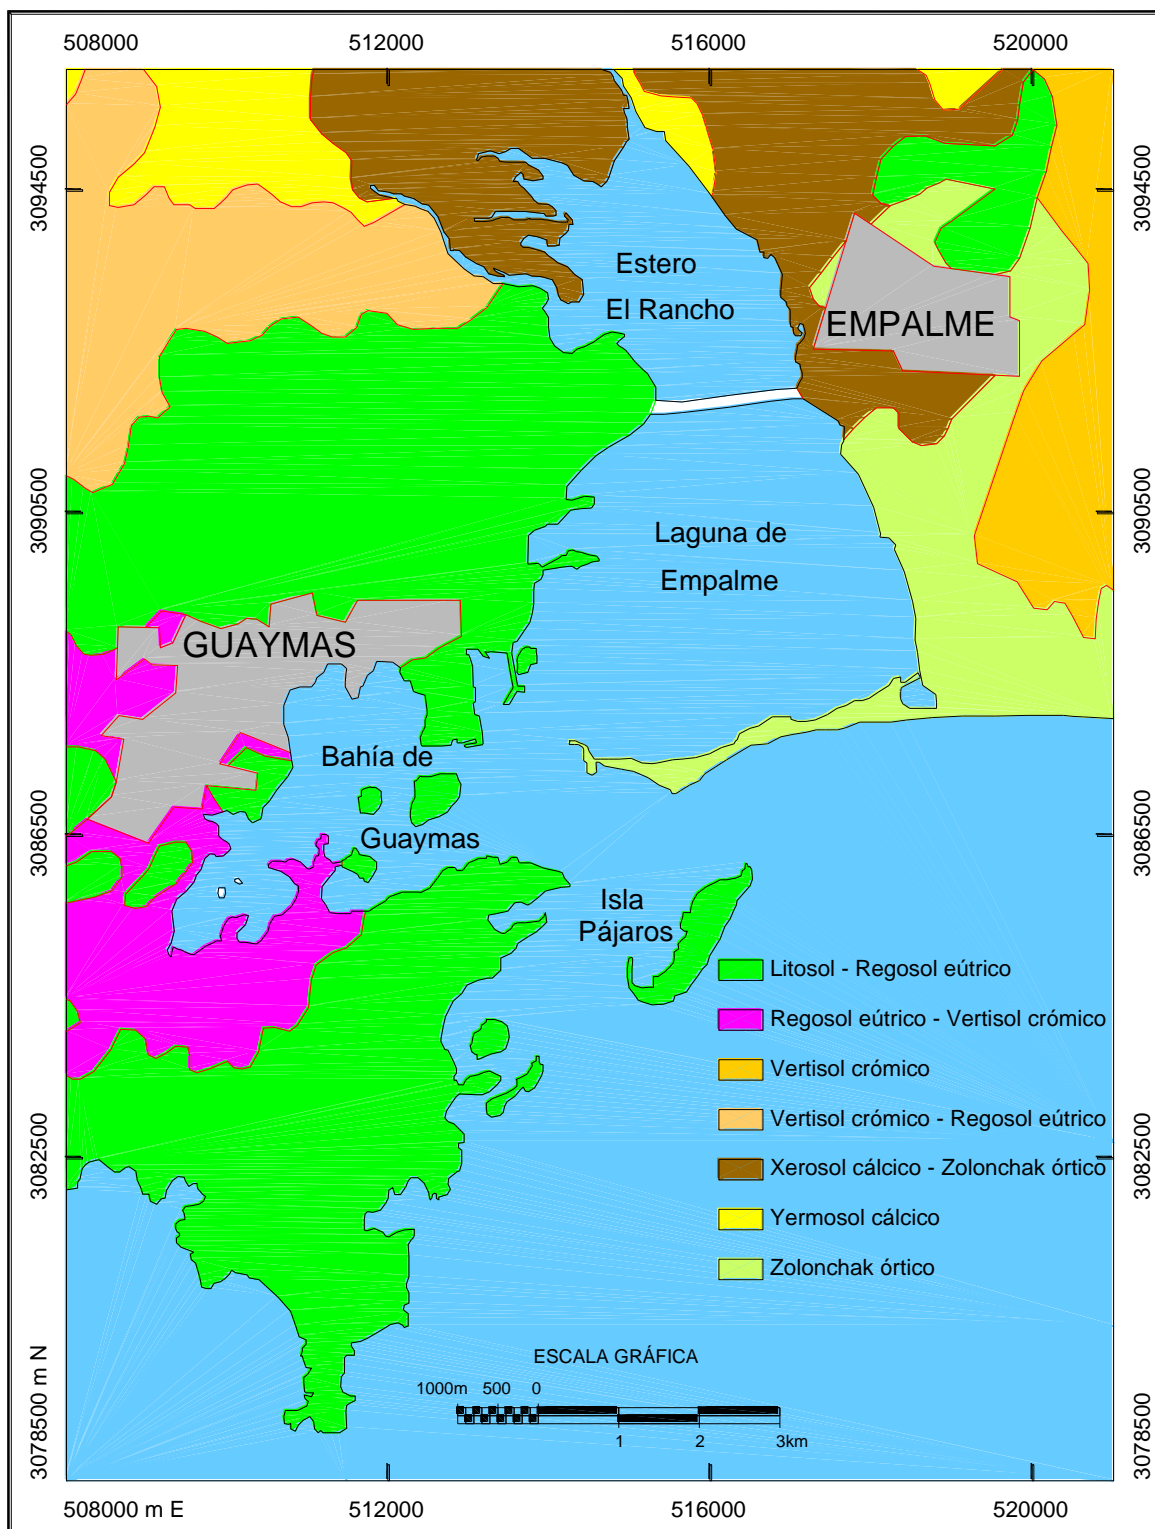 508000 512000 516000 520000
3094500 3094500
Estero
El Rancho
EMPALME
3090500 3090500
Laguna de
Empalme
GUAYMAS
Bahía de
Guaymas
3086500 3086500
Isla
Pájaros
Litosol - Regosol eútrico
Regosol eútrico - Vertisol crómico
Vertisol crómico
Vertisol crómico - Regosol eútrico
3082500 3082500
Xerosol cálcico - Zolonchak órtico
Yermosol cálcico
Zolonchak órtico
ESCALA GRÁFICA
1000m 500 0
1 2 3km
3078500 m N 3078500
508000 m E 512000 516000 520000